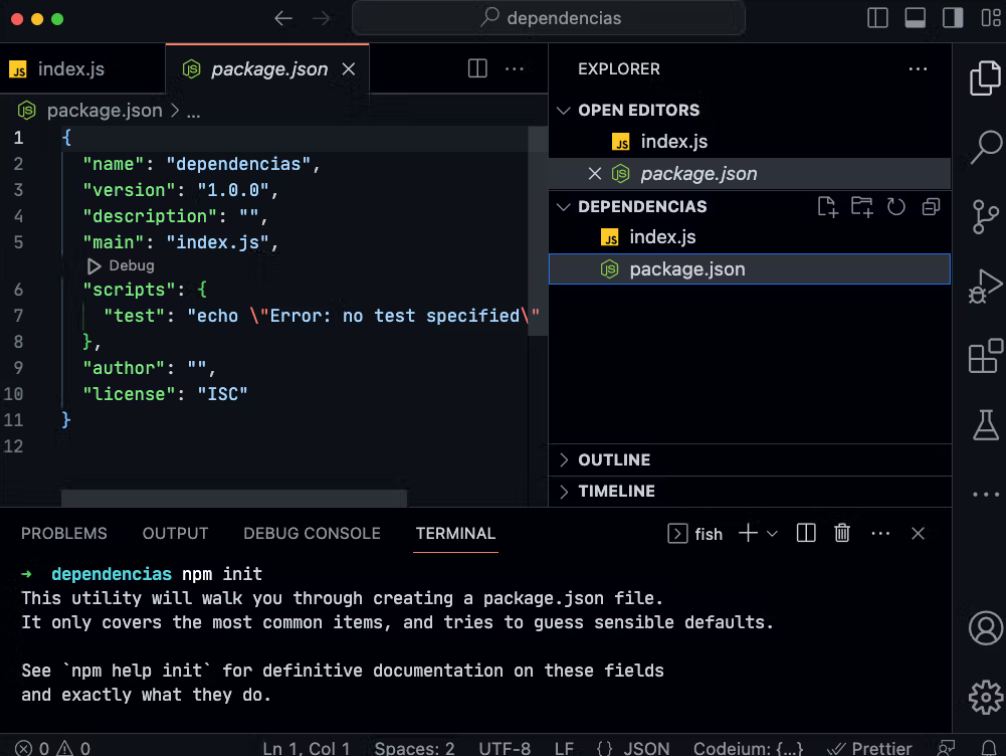 dependencias
JS index.js
JS package.json
EXPLORER
JS package.json > ...
OPEN EDITORS
JS index.js
JS package.json
DEPENDENCIAS
JS index.js
JS package.json
OUTLINE
TIMELINE
1 {
2 "name": "dependencias",
3 "version": "1.0.0",
4 "description": "",
5 "main": "index.js",
Debug
6 "scripts": {
7 "test": "echo \"Error: no test specified\"
8 },
9 "author": "",
10 "license": "ISC"
11 }
12
PROBLEMS OUTPUT DEBUG CONSOLE TERMINAL fish
→ dependencias npm init
This utility will walk you through creating a package.json file.
It only covers the most common items, and tries to guess sensible defaults.
See `npm help init` for definitive documentation on these fields
and exactly what they do.
0 0 Ln 1, Col 1 Spaces: 2 UTF-8 LF {} JSON Codeium: {...} Prettier